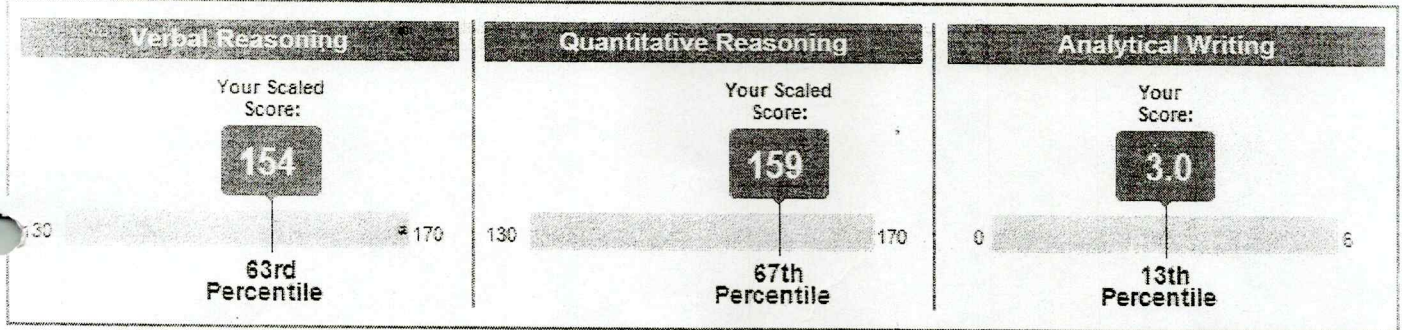 Verbal Reasoning
Your Scaled
Score:
154
130 170
63rd
Percentile
Quantitative Reasoning
Your Scaled
Score:
159
130 170
67th
Percentile
Analytical Writing
Your
Score:
3.0
0 6
13th
Percentile